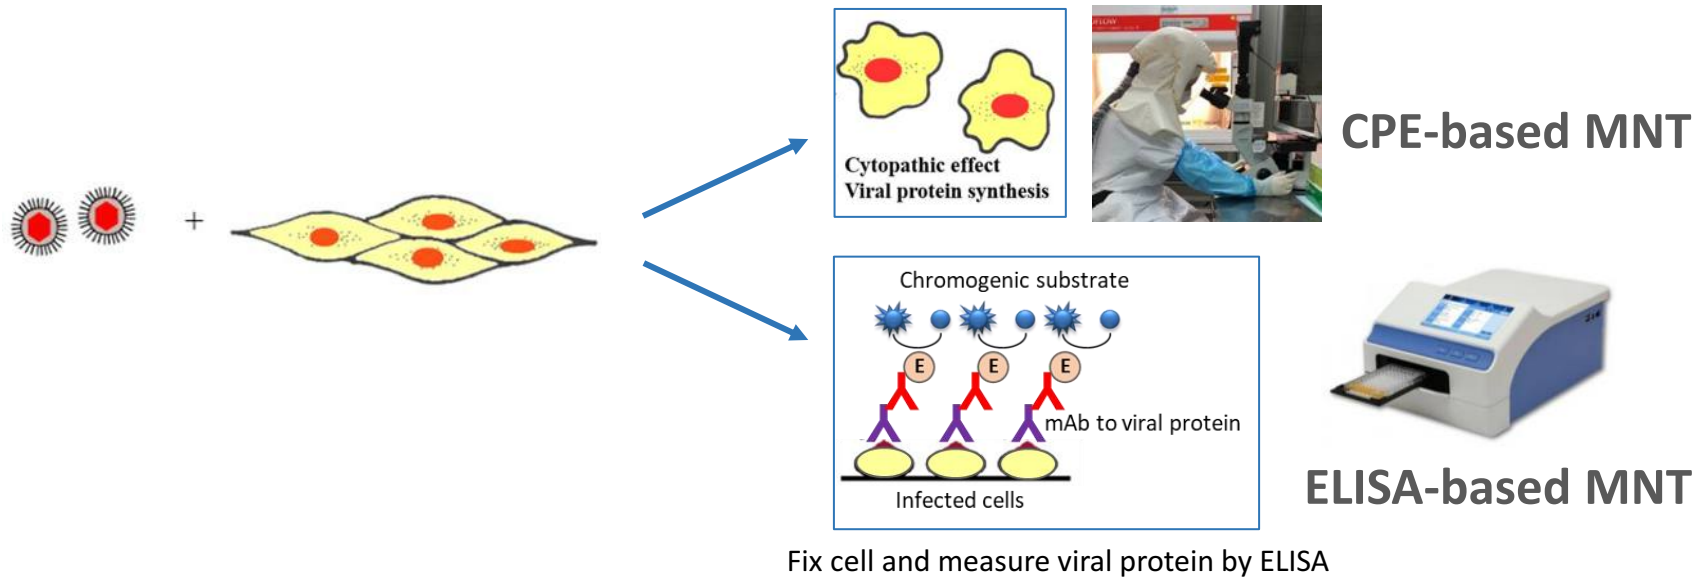 +
Cytopathic effect
Viral protein synthesis
CPE-based MNT
Chromogenic substrate
E
E
E
mAb to viral protein
Infected cells
ELISA-based MNT
Fix cell and measure viral protein by ELISA